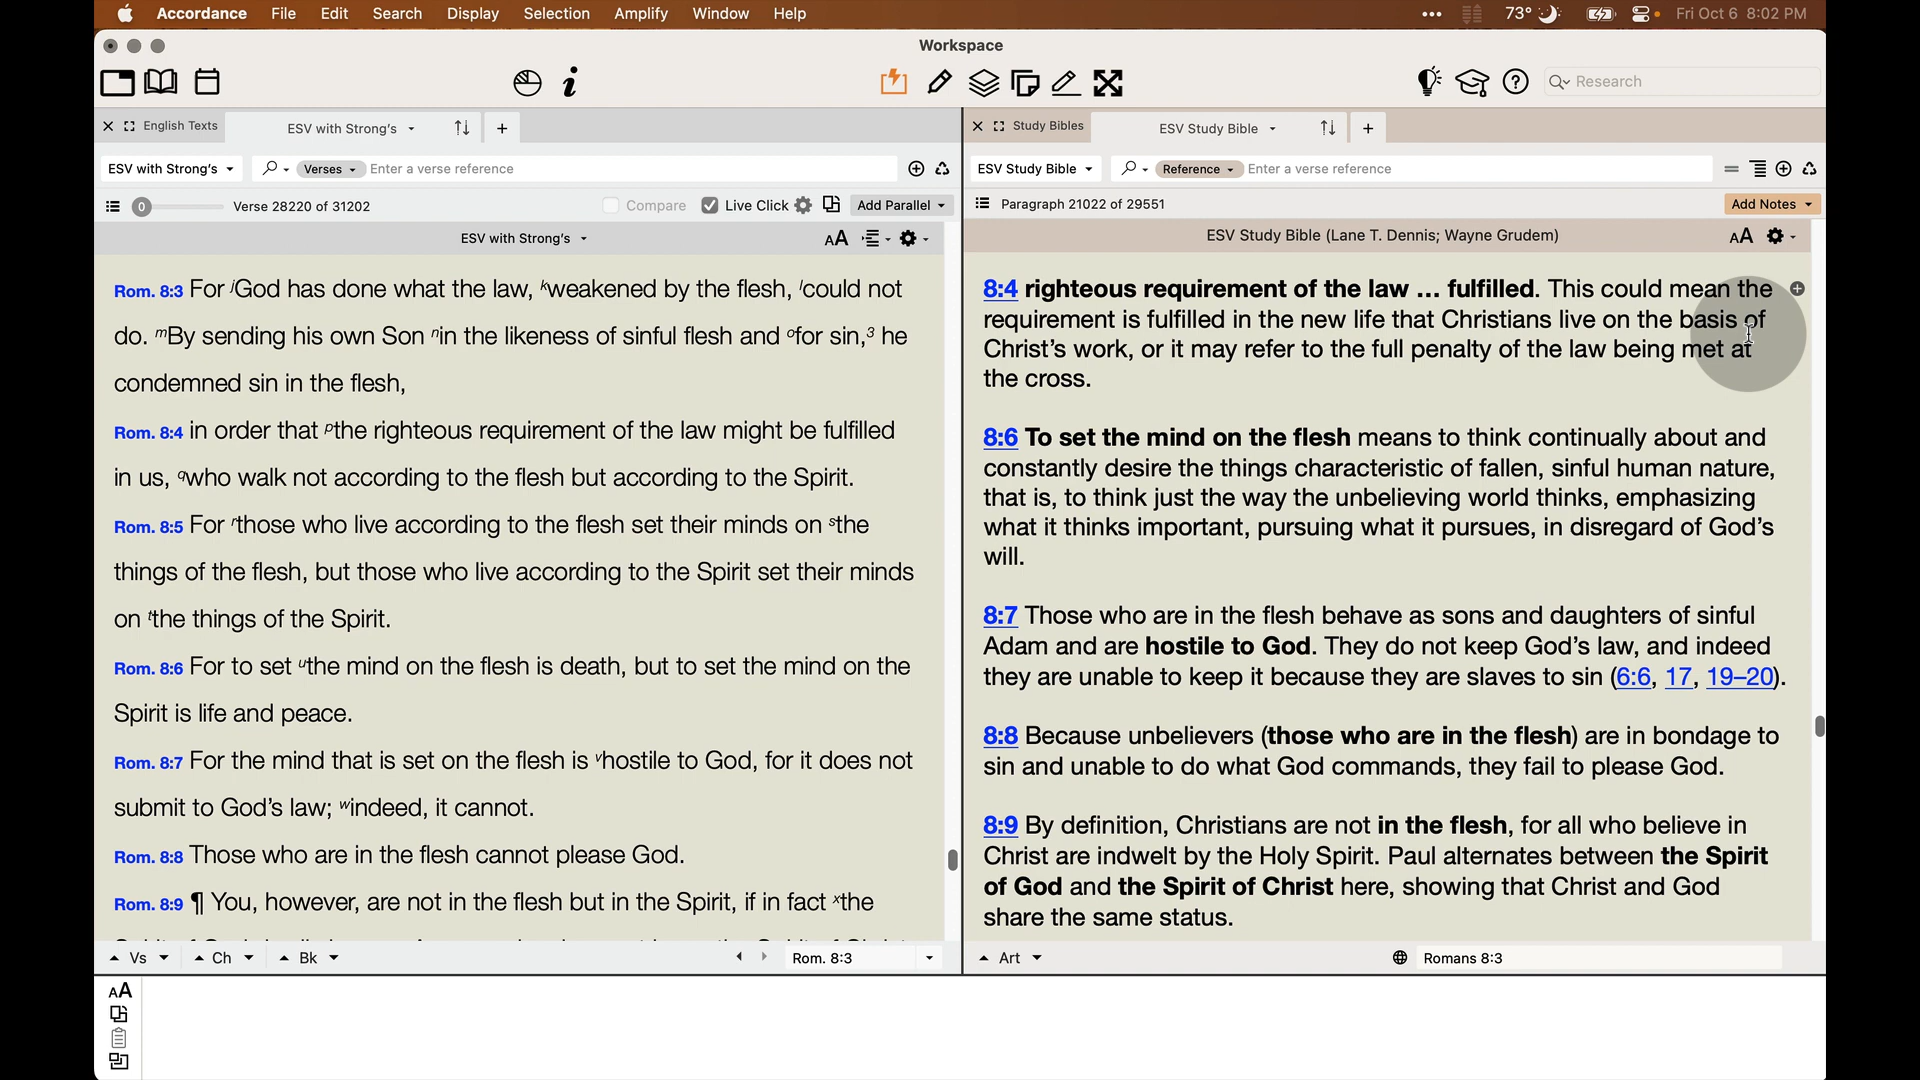 Accordance File Edit Search Display Selection Amplify Window Help ••• 73° Fri Oct 6 8:02 PM
Workspace
Research
English Texts ESV with Strong's
ESV with Strong's Verses Enter a verse reference
0 Verse 28220 of 31202 Compare Live Click Add Parallel
ESV with Strong's AA
Rom. 8:3 For jGod has done what the law, kweakened by the flesh, lcould not
do. mBy sending his own Son nin the likeness of sinful flesh and ofor sin,3 he
condemned sin in the flesh,
Rom. 8:4 in order that pthe righteous requirement of the law might be fulfilled
in us, qwho walk not according to the flesh but according to the Spirit.
Rom. 8:5 For rthose who live according to the flesh set their minds on sthe
things of the flesh, but those who live according to the Spirit set their minds
on tthe things of the Spirit.
Rom. 8:6 For to set uthe mind on the flesh is death, but to set the mind on the
Spirit is life and peace.
Rom. 8:7 For the mind that is set on the flesh is vhostile to God, for it does not
submit to God's law; windeed, it cannot.
Rom. 8:8 Those who are in the flesh cannot please God.
Rom. 8:9 ¶ You, however, are not in the flesh but in the Spirit, if in fact xthe
Vs Ch Bk Rom. 8:3
Study Bibles ESV Study Bible
ESV Study Bible Reference Enter a verse reference
Paragraph 21022 of 29551 Add Notes
ESV Study Bible (Lane T. Dennis; Wayne Grudem) AA
8:4 righteous requirement of the law … fulfilled. This could mean the
requirement is fulfilled in the new life that Christians live on the basis of
Christ's work, or it may refer to the full penalty of the law being met at
the cross.
8:6 To set the mind on the flesh means to think continually about and
constantly desire the things characteristic of fallen, sinful human nature,
that is, to think just the way the unbelieving world thinks, emphasizing
what it thinks important, pursuing what it pursues, in disregard of God's
will.
8:7 Those who are in the flesh behave as sons and daughters of sinful
Adam and are hostile to God. They do not keep God's law, and indeed
they are unable to keep it because they are slaves to sin (6:6, 17, 19–20).
8:8 Because unbelievers (those who are in the flesh) are in bondage to
sin and unable to do what God commands, they fail to please God.
8:9 By definition, Christians are not in the flesh, for all who believe in
Christ are indwelt by the Holy Spirit. Paul alternates between the Spirit
of God and the Spirit of Christ here, showing that Christ and God
share the same status.
Art Romans 8:3
AA